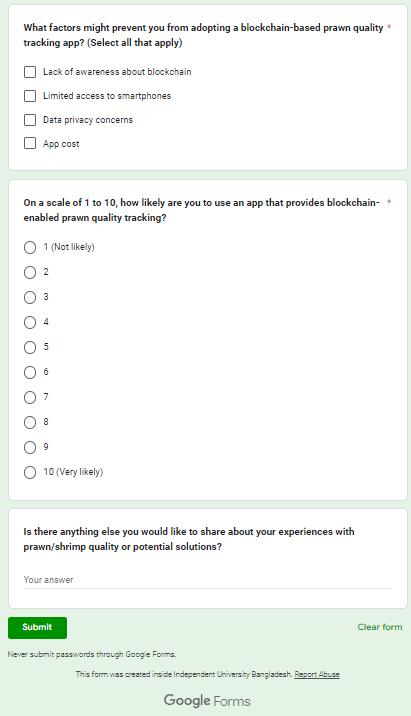 What factors might prevent you from adopting a blockchain-based prawn quality *
tracking app? (Select all that apply)
Lack of awareness about blockchain
Limited access to smartphones
Data privacy concerns
App cost
On a scale of 1 to 10, how likely are you to use an app that provides blockchain- *
enabled prawn quality tracking?
1 (Not likely)
2
3
4
5
6
7
8
9
10 (Very likely)
Is there anything else you would like to share about your experiences with
prawn/shrimp quality or potential solutions?
Your answer
Submit Clear form
Never submit passwords through Google Forms.
This form was created inside Independent University Bangladesh. Report Abuse
Google Forms